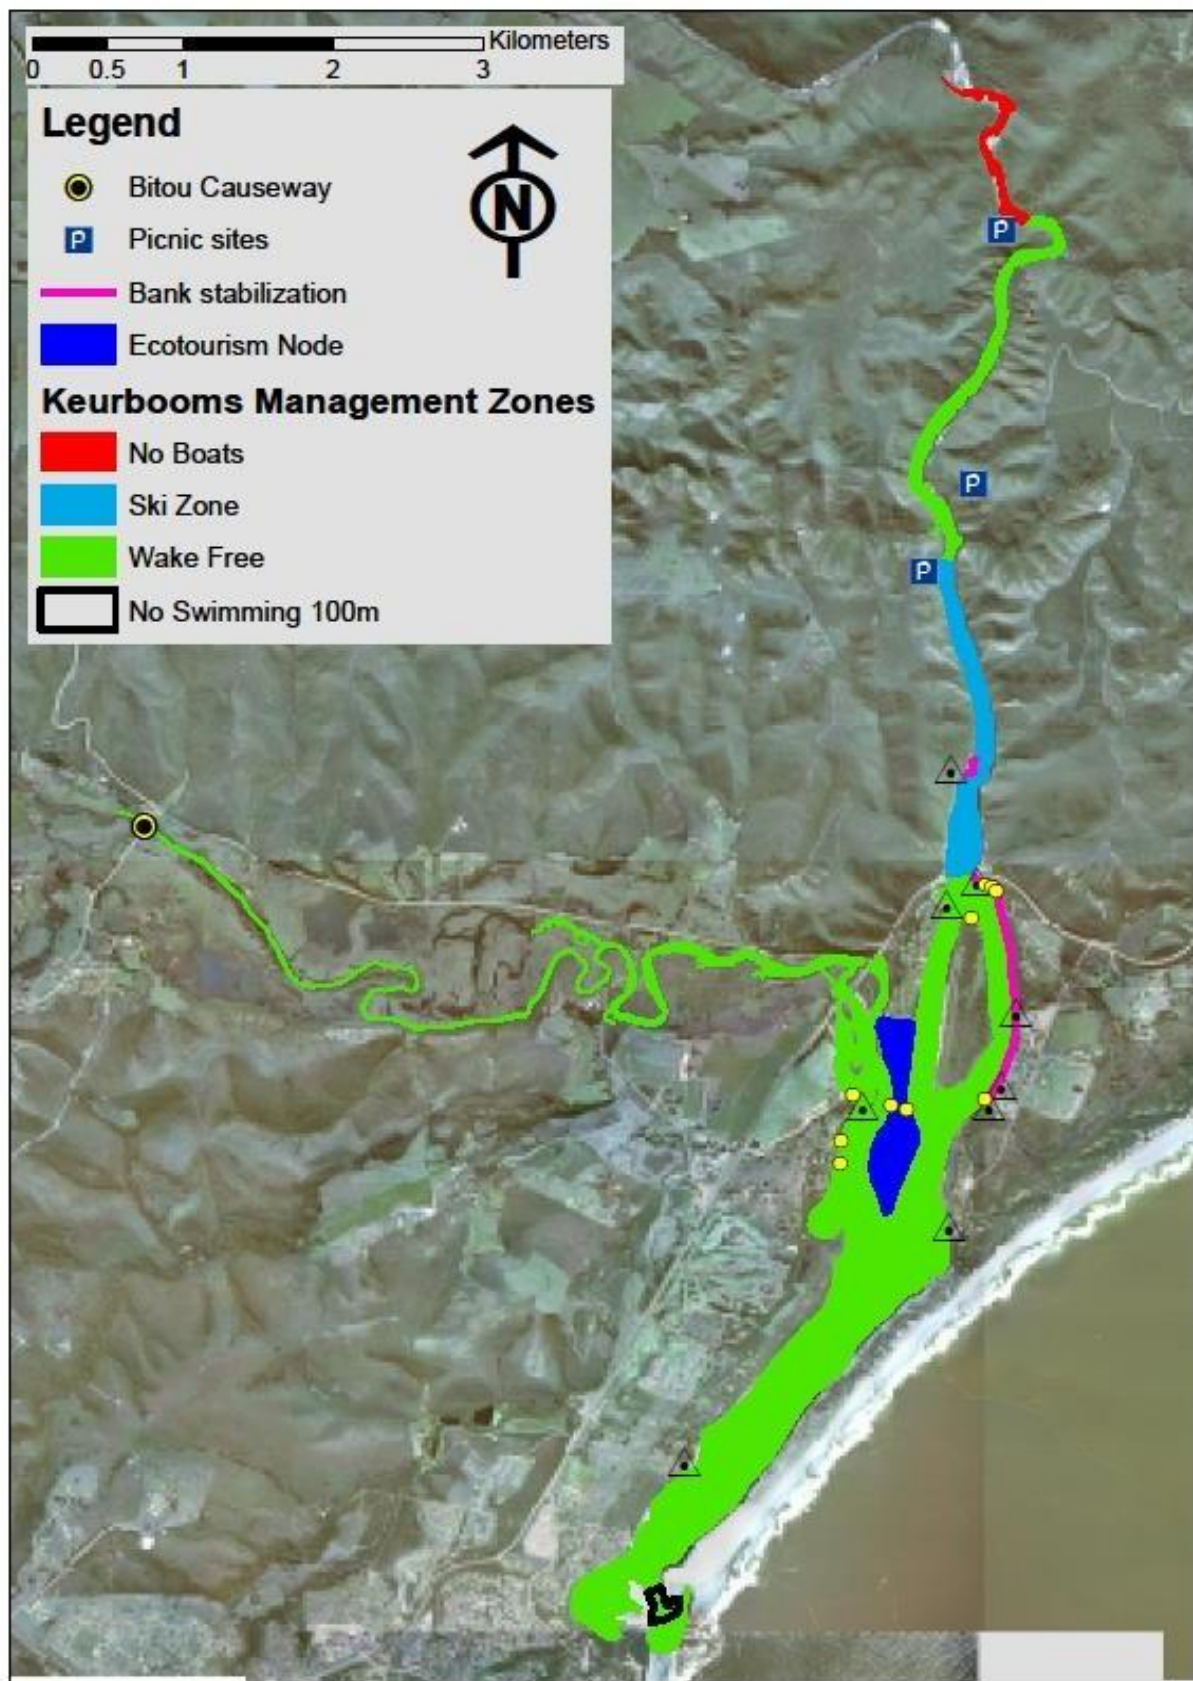 Kilometers
0 0.5 1 2 3
Legend
N
Bitou Causeway
P Picnic sites
Bank stabilization
Ecotourism Node
Keurbooms Management Zones
No Boats
Ski Zone
Wake Free
No Swimming 100m
P
P
P